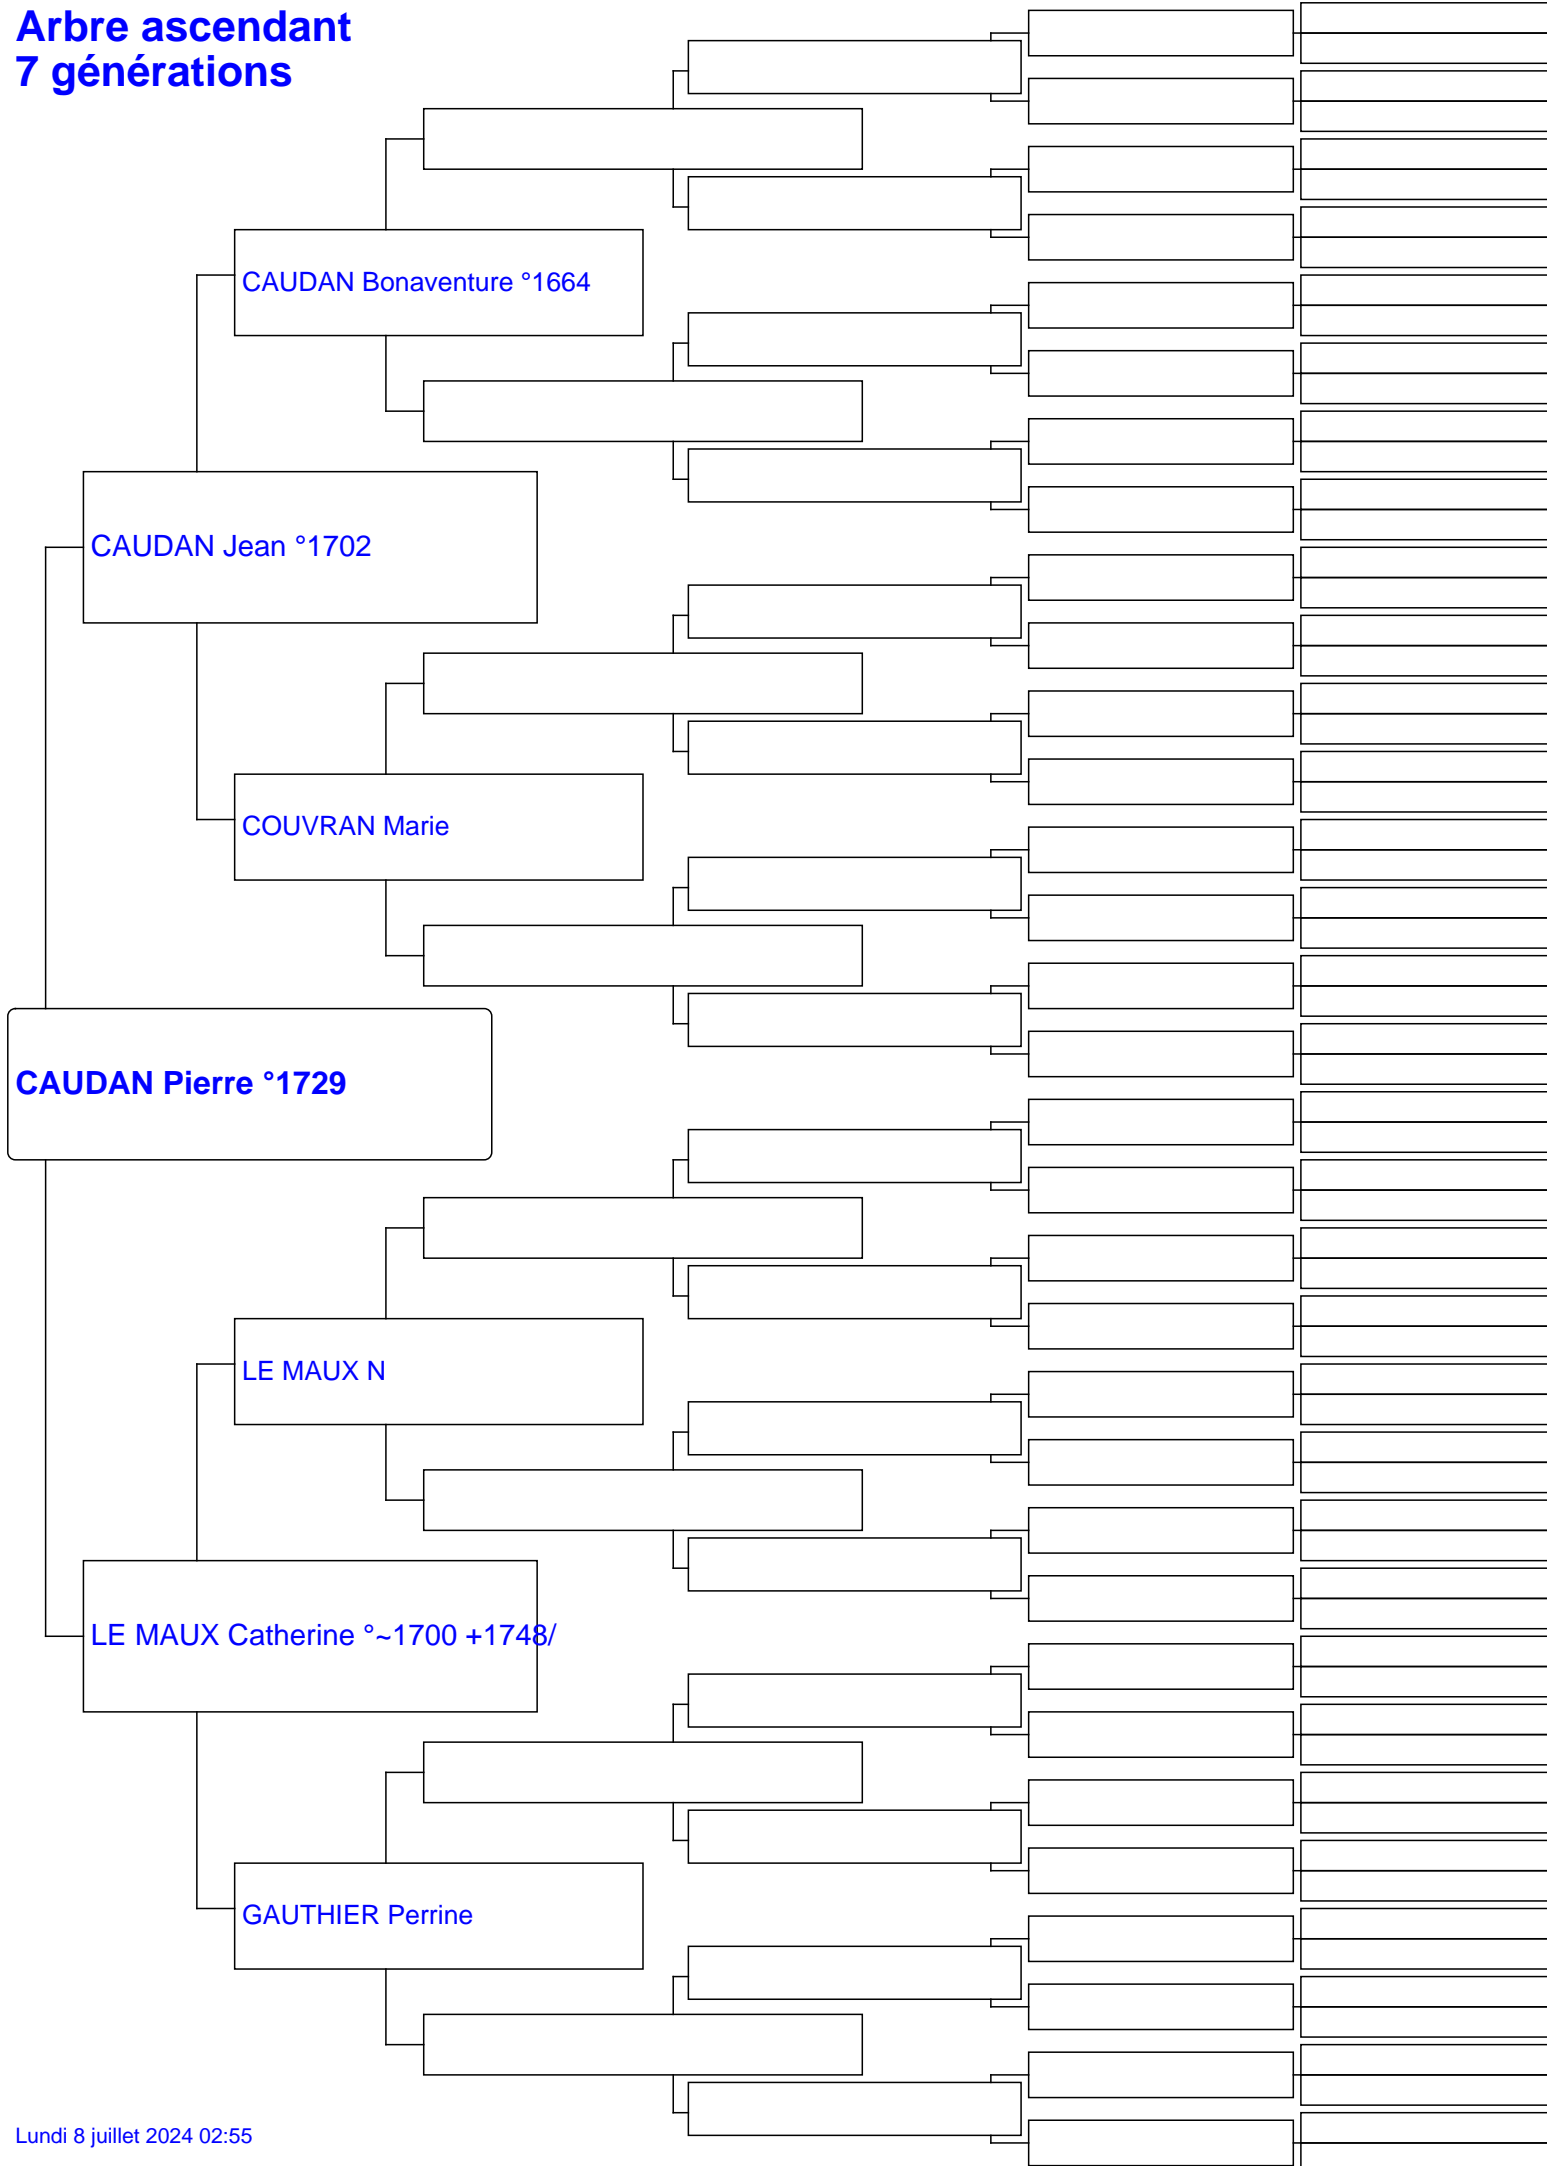 Arbre ascendant
7 générations
CAUDAN Bonaventure °1664
CAUDAN Jean °1702
COUVRAN Marie
CAUDAN Pierre °1729
LE MAUX N
LE MAUX Catherine °~1700 +1748/
GAUTHIER Perrine
Lundi 8 juillet 2024 02:55